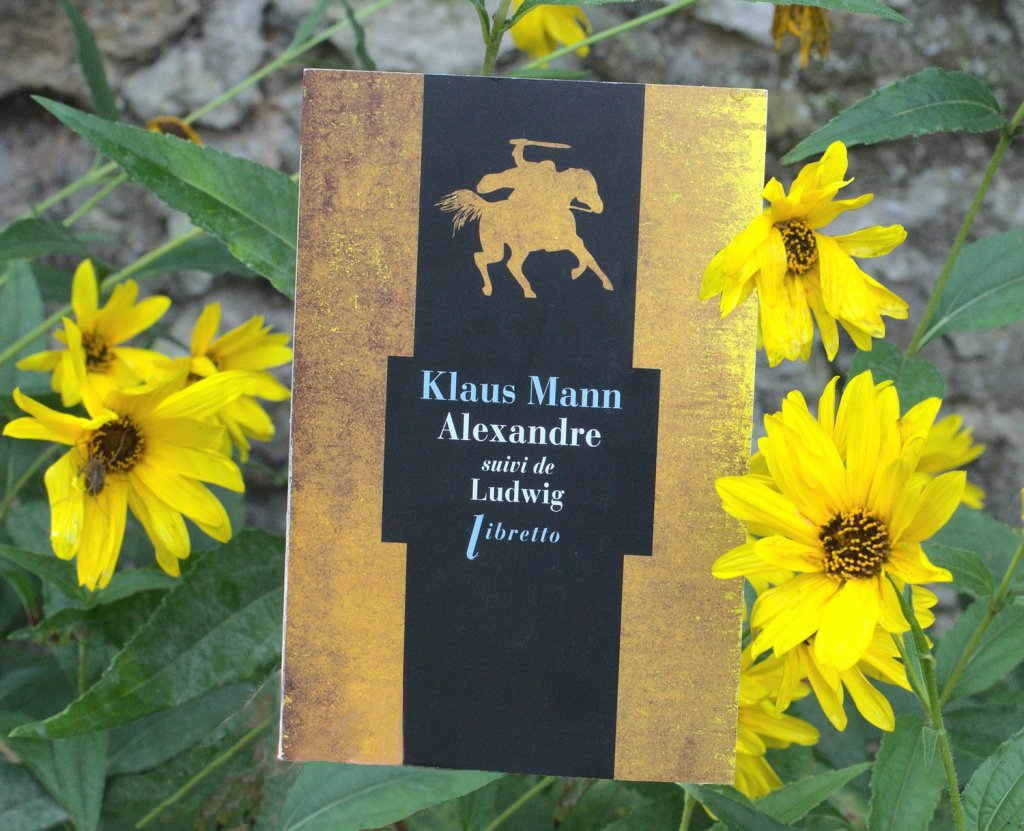 Klaus Mann
Alexandre
suivi de
Ludwig
libretto